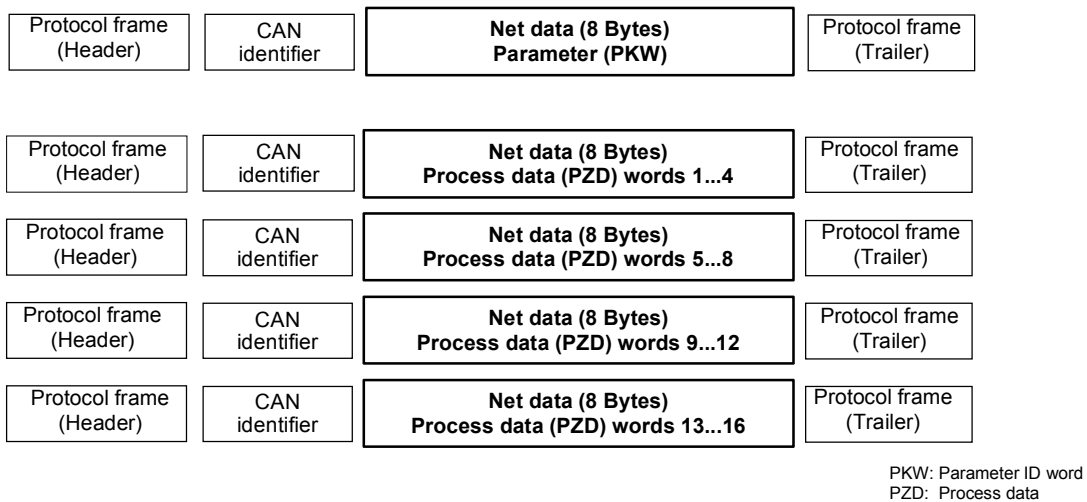 Protocol frame
(Header)
CAN
identifier
Net data (8 Bytes)
Parameter (PKW)
Protocol frame
(Trailer)
Protocol frame
(Header)
CAN
identifier
Net data (8 Bytes)
Process data (PZD) words 1...4
Protocol frame
(Trailer)
Protocol frame
(Header)
CAN
identifier
Net data (8 Bytes)
Process data (PZD) words 5...8
Protocol frame
(Trailer)
Protocol frame
(Header)
CAN
identifier
Net data (8 Bytes)
Process data (PZD) words 9...12
Protocol frame
(Trailer)
Protocol frame
(Header)
CAN
identifier
Net data (8 Bytes)
Process data (PZD) words 13...16
Protocol frame
(Trailer)
PKW: Parameter ID word
PZD: Process data